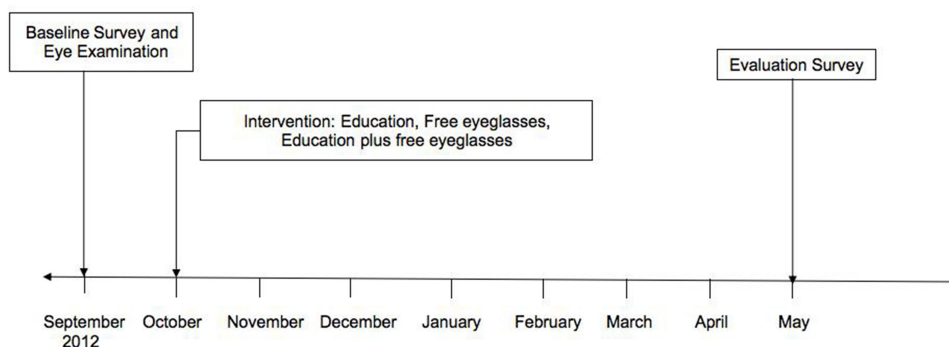 Baseline Survey and
Eye Examination
Evaluation Survey
Intervention: Education, Free eyeglasses,
Education plus free eyeglasses
September October November December January February March April May
2012